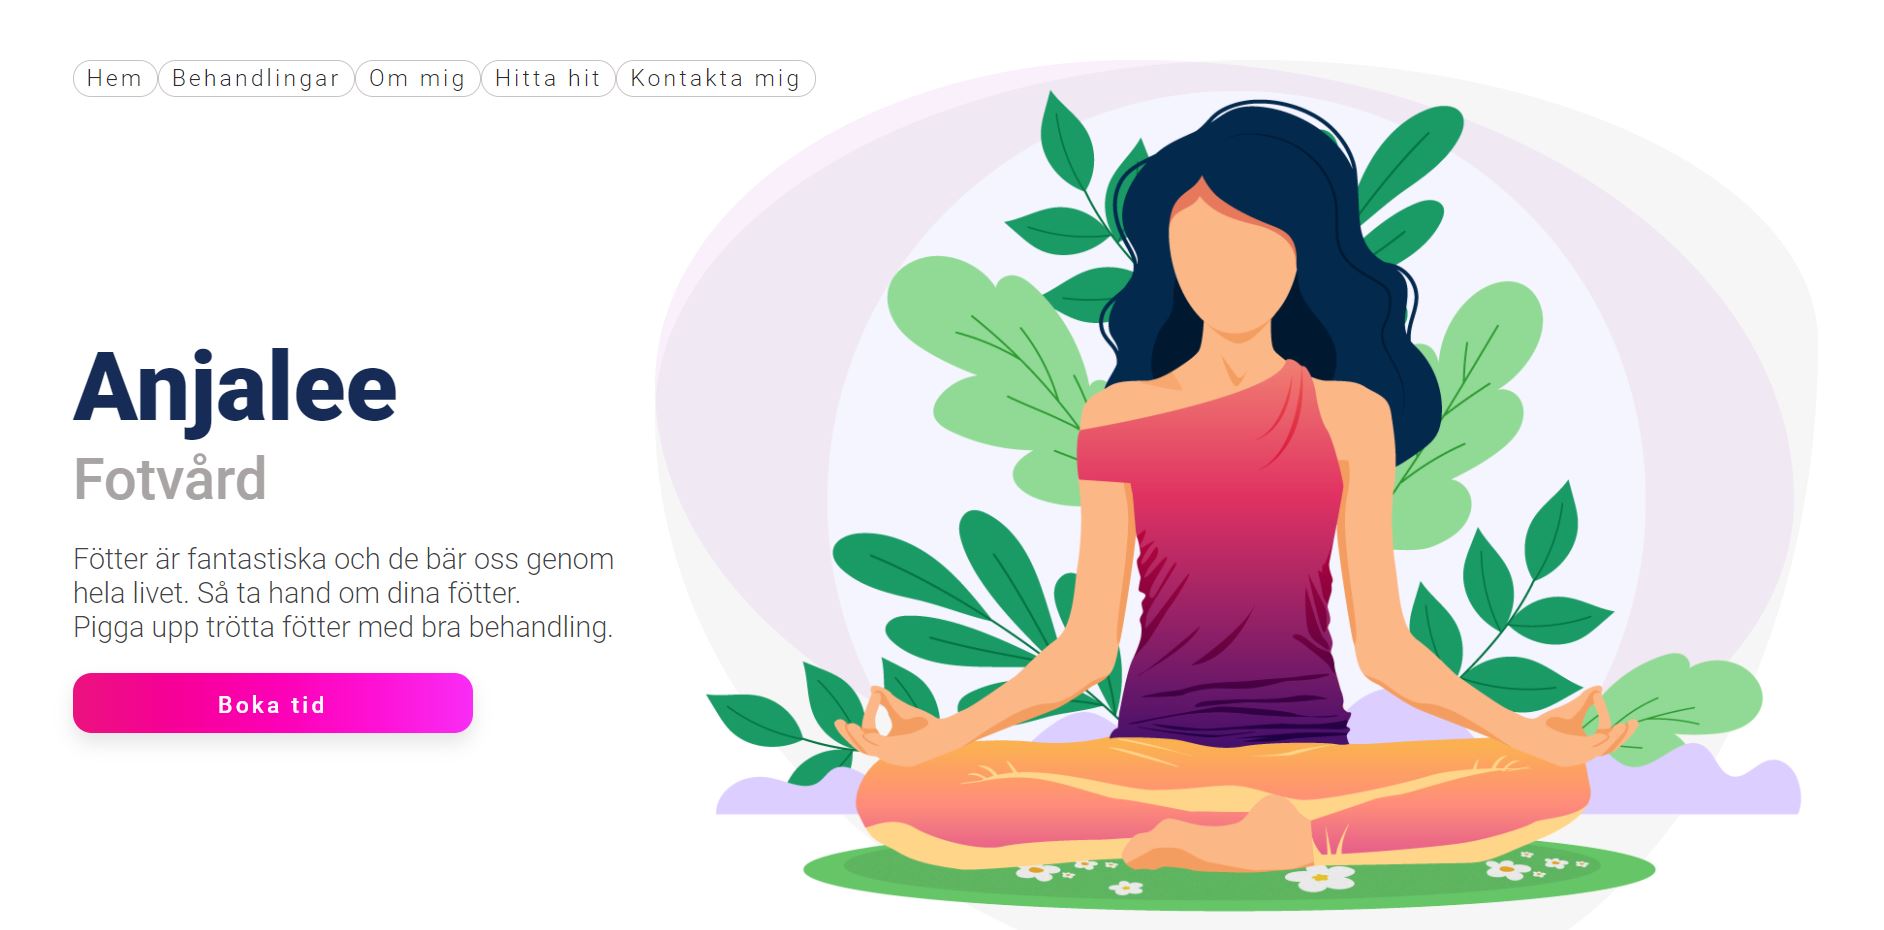 Hem Behandlingar Om mig Hitta hit Kontakta mig
Anjalee
Fotvård
Fötter är fantastiska och de bär oss genom
hela livet. Så ta hand om dina fötter.
Pigga upp trötta fötter med bra behandling.
Boka tid